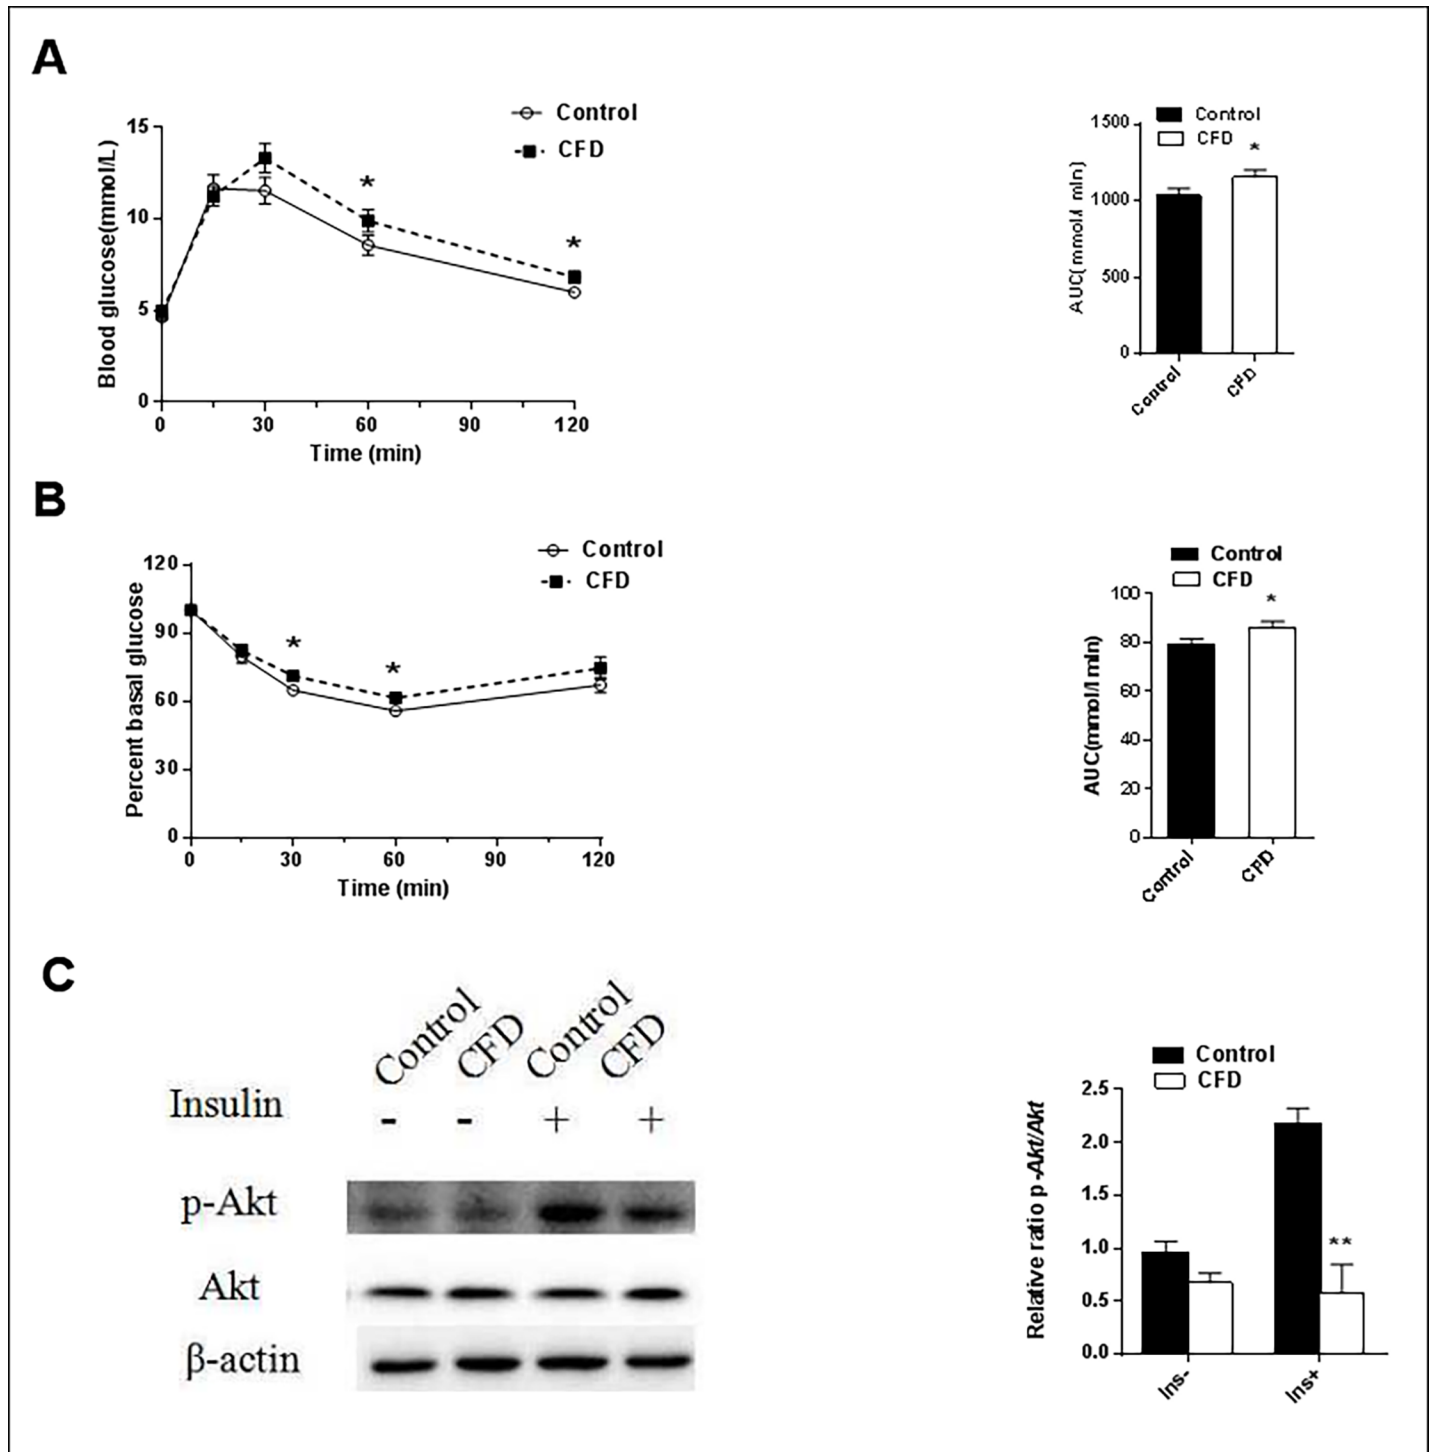 A
Control
CFD
*
*
15
10
5
0
Blood glucose(mmol/L)
0 30 60 90 120
Time (min)
Control
CFD
*
1500
1000
500
0
AUC(mmol/l min)
Control CFD
B
Control
CFD
*
*
120
90
60
30
0
Percent basal glucose
0 30 60 90 120
Time (min)
Control
CFD
*
100
80
60
40
20
0
AUC(mmol/l min)
Control CFD
C
Control CFD Control CFD
Insulin - - + +
p-Akt
Akt
β-actin
Control
CFD
**
2.5
2.0
1.5
1.0
0.5
0.0
Relative ratio p-Akt/Akt
Ins- Ins+